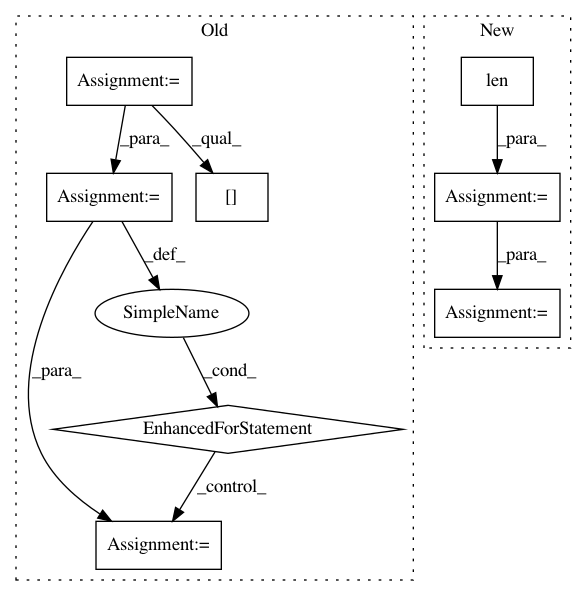 Old
New
Assignment:=
len
_para_
_qual_
_para_
Assignment:=
[]
Assignment:=
_def_
_para_
SimpleName
Assignment:=
_para_
_cond_
EnhancedForStatement
_control_
Assignment:=